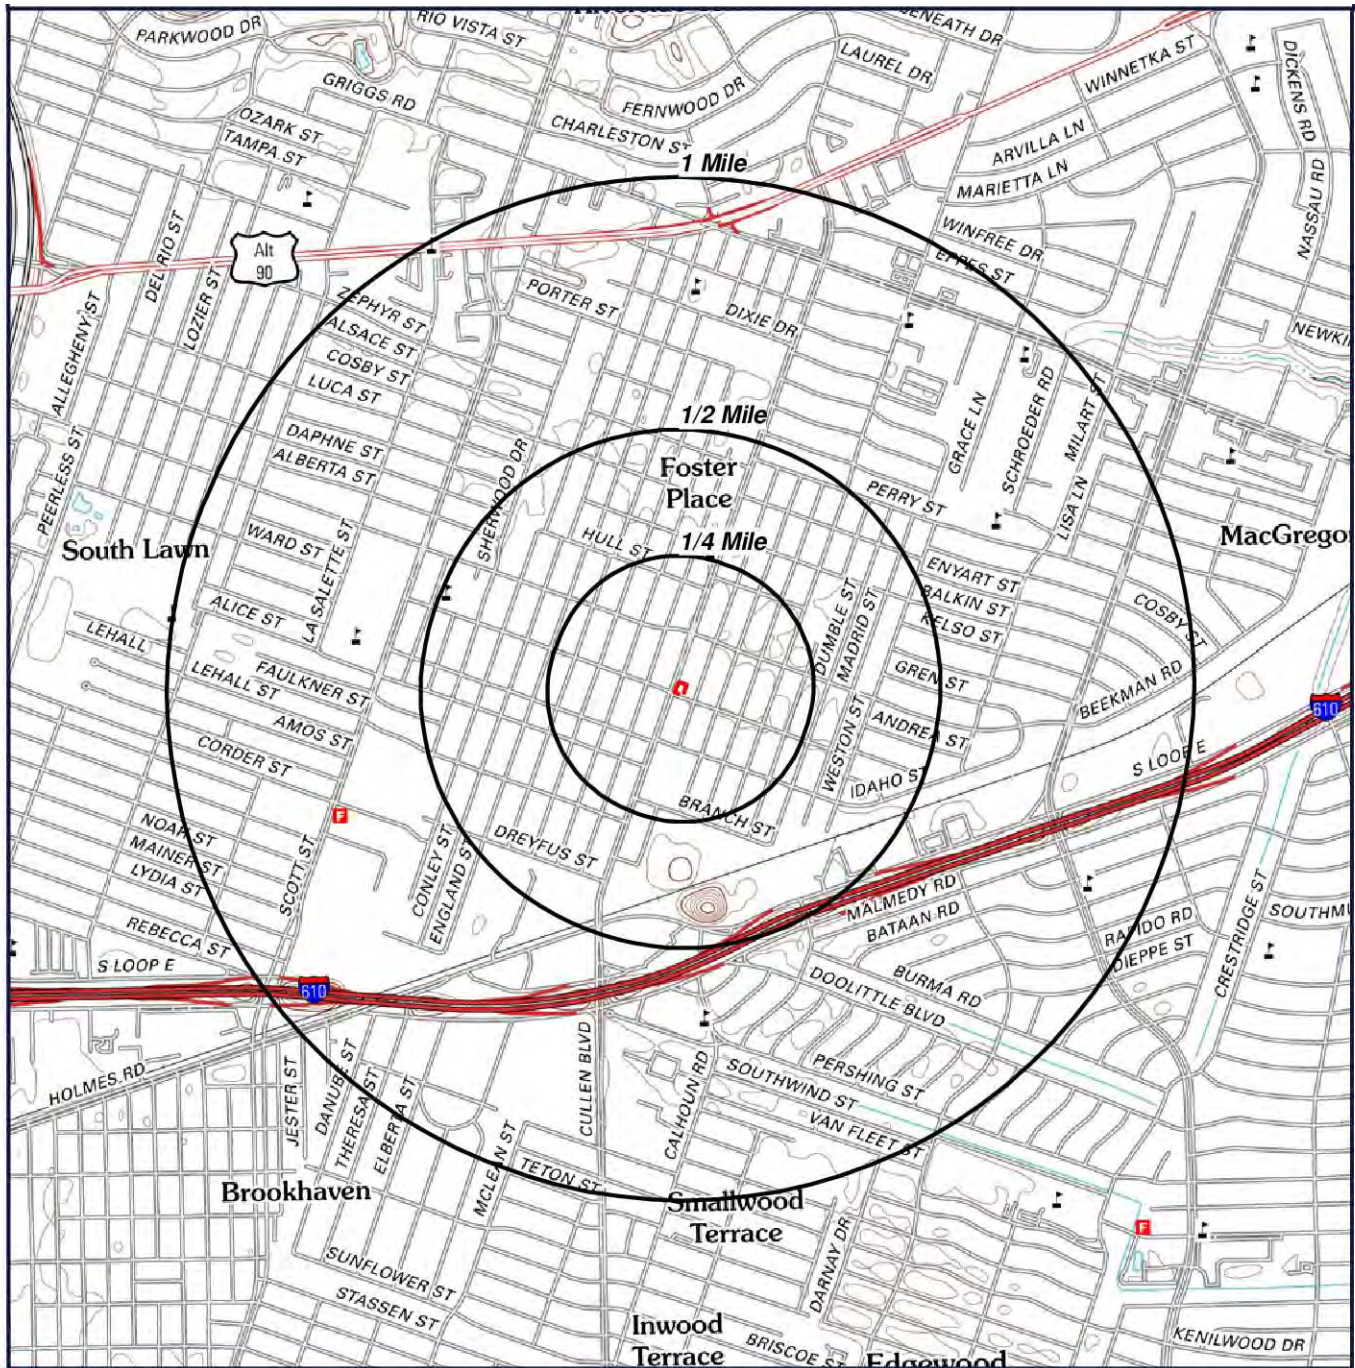 PARKWOOD DR
RIO VISTA ST
LAUREL DR
WINNETKA ST
DICKENS RD
GRIGGS RD
FERNWOOD DR
OZARK ST
TAMPA ST
CHARLESTON ST
ARVILLA LN
MARIETTA LN
NASSAU RD
1 Mile
DEL RIO ST
LOZIER ST
Alt
90
WINFREE DR
EPPES ST
ZEPHYR ST
PORTER ST
DIXIE DR
ALSACE ST
COSBY ST
LUCA ST
ALLEGHENY ST
1/2 Mile
GRACE LN
SCHROEDER RD
MILART ST
DAPHNE ST
ALBERTA ST
SHERWOOD DR
Foster
Place
PEERLESS ST
PERRY ST
LISA LN
South Lawn
WARD ST
HULL ST
1/4 Mile
LA SALETTE ST
ENYART ST
BALKIN ST
KELSO ST
COSBY ST
ALICE ST
DUMBLE ST
MADRID ST
LEHALL
LEHALL ST
FAULKNER ST
GREN ST
BEEKMAN RD
AMOS ST
ANDREA ST
610
CORDER ST
WESTON ST
IDAHO ST
S LOOP E
BRANCH ST
F
NOAH ST
MAINER ST
LYDIA ST
SCOTT ST
CONLEY ST
ENGLAND ST
DREYFUS ST
MALMEDY RD
BATAAN RD
RAPIDO RD
DIEPPE ST
CRESTRIDGE ST
REBECCA ST
S LOOP E
610
BURMA RD
DOOLITTLE BLVD
HOLMES RD
JESTER ST
DANUBE ST
THERESA ST
ELBERTA ST
CULLEN BLVD
CALHOUN RD
PERSHING ST
SOUTHWIND ST
VAN FLEET ST
MCLEAN ST
TETON ST
Brookhaven
Smallwood
Terrace
F
DARNAY DR
SUNFLOWER ST
STASSEN ST
Inwood
Terrace
BRISCOE ST
Edgewood
KENILWOOD DR